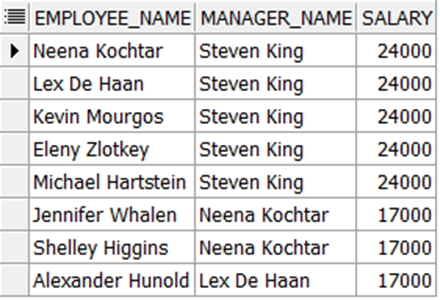 EMPLOYEE_NAME MANAGER_NAME SALARY
Neena Kochtar Steven King 24000
Lex De Haan Steven King 24000
Kevin Mourgos Steven King 24000
Eleny Zlotkey Steven King 24000
Michael Hartstein Steven King 24000
Jennifer Whalen Neena Kochtar 17000
Shelley Higgins Neena Kochtar 17000
Alexander Hunold Lex De Haan 17000